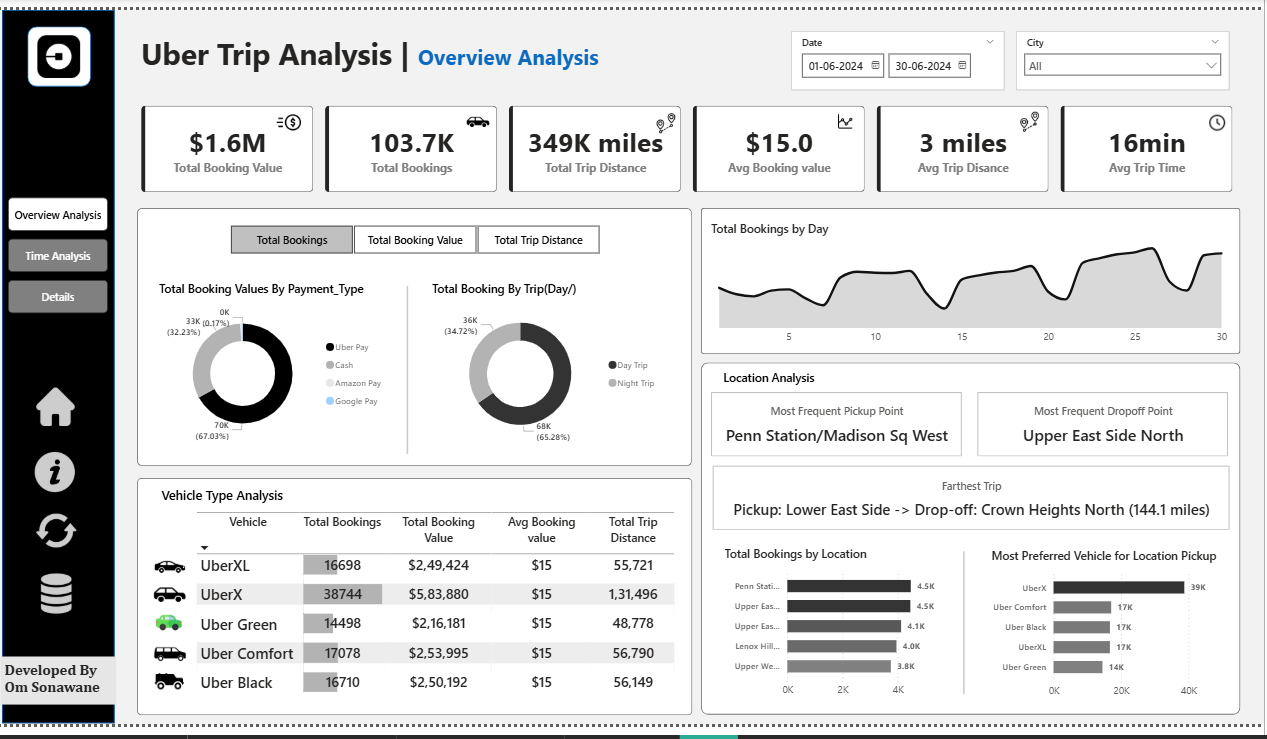 Uber Trip Analysis | Overview Analysis
Date
01-06-2024 30-06-2024
City
All
$1.6M
Total Booking Value
103.7K
Total Bookings
349K miles
Total Trip Distance
$15.0
Avg Booking value
3 miles
Avg Trip Disance
16min
Avg Trip Time
Overview Analysis
Time Analysis
Details
Developed By
Om Sonawane
Total Bookings Total Booking Value Total Trip Distance
Total Booking Values By Payment_Type
0K
(0.17%)
33K
(32.23%)
70K
(67.03%)
Uber Pay
Cash
Amazon Pay
Google Pay
Total Booking By Trip(Day/)
36K
(34.72%)
68K
(65.28%)
Day Trip
Night Trip
Vehicle Type Analysis
Vehicle Total Bookings Total Booking Avg Booking Total Trip
Value value Distance
UberXL 16698 $2,49,424 $15 55,721
UberX 38744 $5,83,880 $15 1,31,496
Uber Green 14498 $2,16,181 $15 48,778
Uber Comfort 17078 $2,53,995 $15 56,790
Uber Black 16710 $2,50,192 $15 56,149
Total Bookings by Day
5 10 15 20 25 30
Location Analysis
Most Frequent Pickup Point
Penn Station/Madison Sq West
Most Frequent Dropoff Point
Upper East Side North
Farthest Trip
Pickup: Lower East Side -> Drop-off: Crown Heights North (144.1 miles)
Total Bookings by Location
Penn Stati... 4.5K
Upper Eas... 4.5K
Upper Eas... 4.1K
Lenox Hill... 4.0K
Upper We... 3.8K
0K 2K 4K
Most Preferred Vehicle for Location Pickup
UberX 39K
Uber Comfort 17K
Uber Black 17K
UberXL 17K
Uber Green 14K
0K 20K 40K